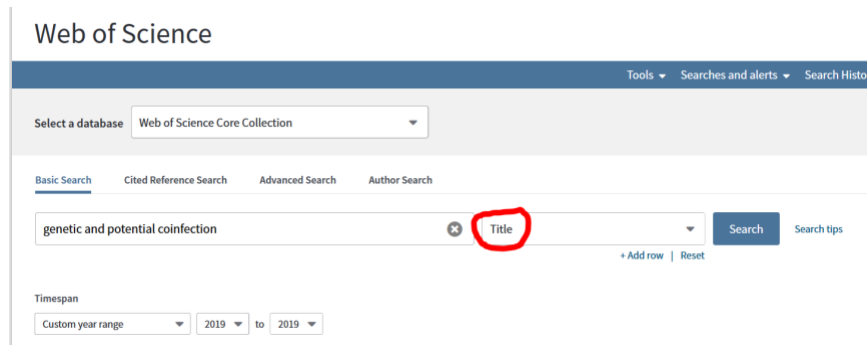 Web of Science
Tools Searches and alerts Search Histo
Select a database Web of Science Core Collection
Basic Search Cited Reference Search Advanced Search Author Search
genetic and potential coinfection Title Search Search tips
+ Add row | Reset
Timespan
Custom year range 2019 to 2019